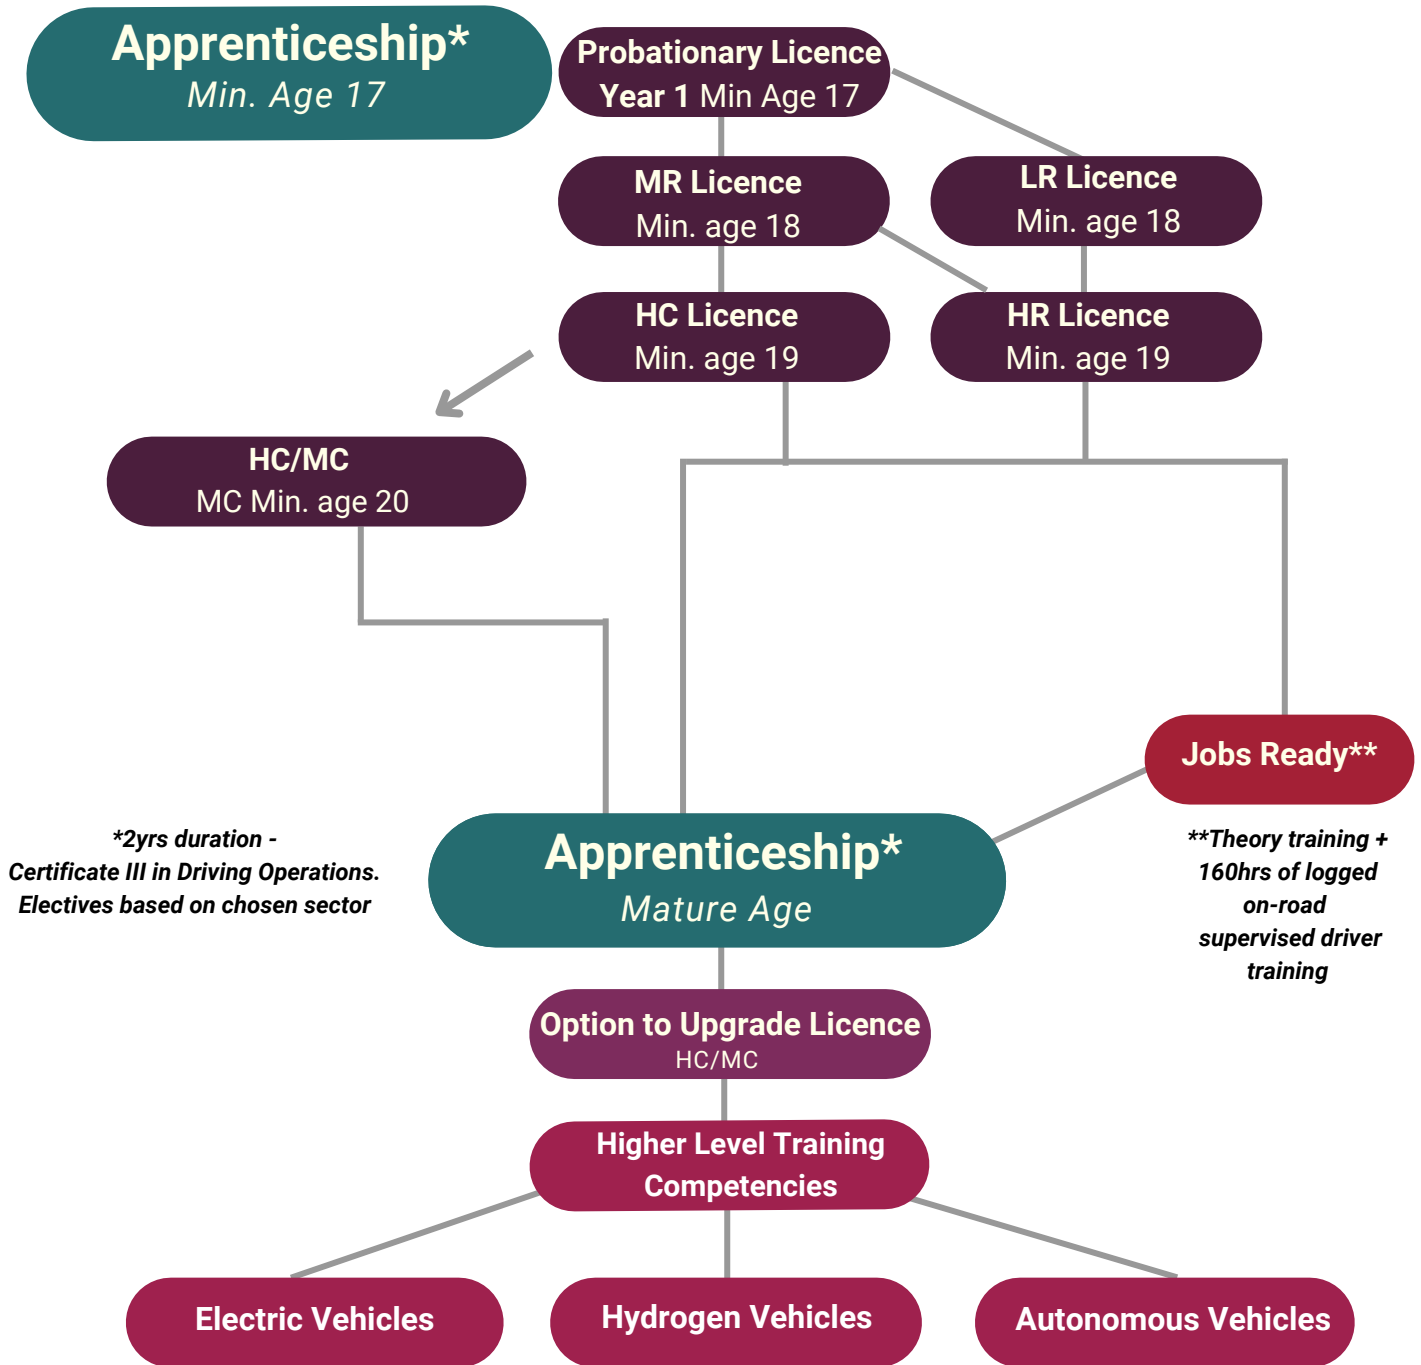 Apprenticeship*
Min. Age 17
Probationary Licence
Year 1 Min Age 17
MR Licence
Min. age 18
LR Licence
Min. age 18
HC Licence
Min. age 19
HR Licence
Min. age 19
HC/MC
MC Min. age 20
Jobs Ready**
*2yrs duration -
Certificate III in Driving Operations.
Electives based on chosen sector
Apprenticeship*
Mature Age
**Theory training +
160hrs of logged
on-road
supervised driver
training
Option to Upgrade Licence
HC/MC
Higher Level Training
Competencies
Electric Vehicles
Hydrogen Vehicles
Autonomous Vehicles